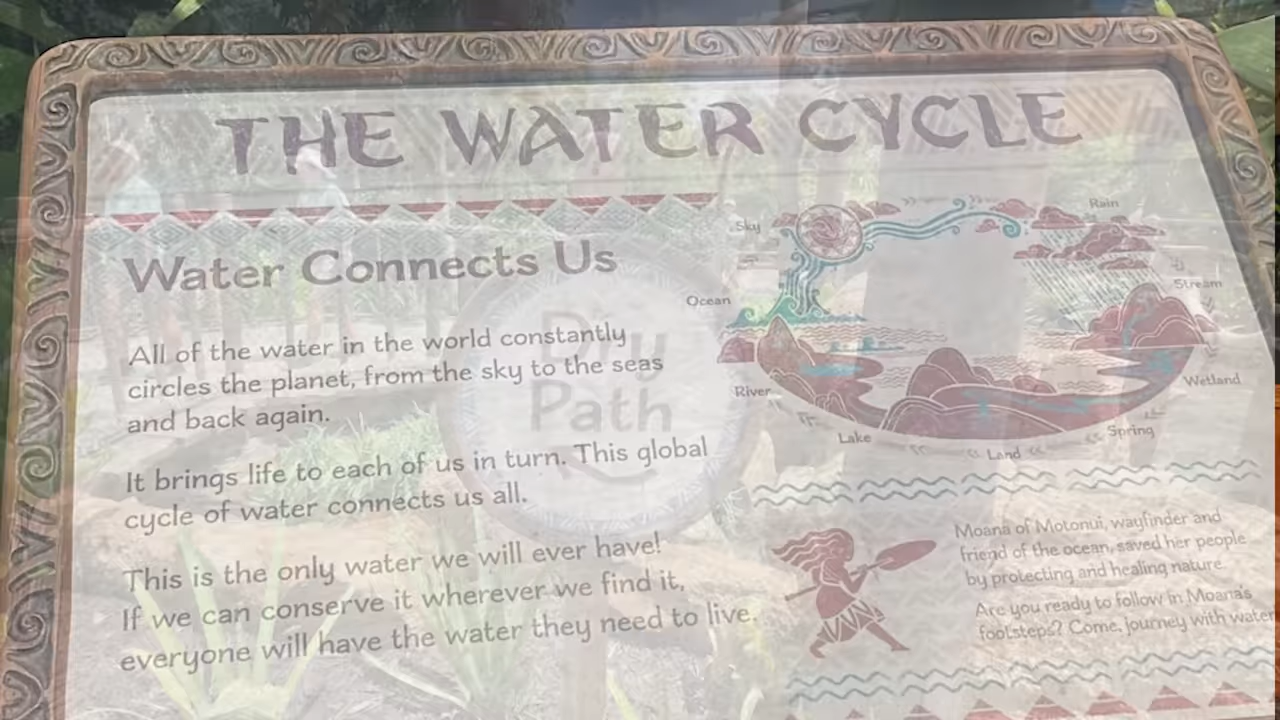 THE WATER CYCLE
Water Connects Us
All of the water in the world constantly
circles the planet, from the sky to the seas
and back again.
It brings life to each of us in turn. This global
cycle of water connects us all.
This is the only water we will ever have!
If we can conserve it wherever we find it,
everyone will have the water they need to live.
Dry
Path
Sky
Rain
Stream
Ocean
River
Wetland
Lake
Land
Spring
Moana of Motonui, wayfinder and
friend of the ocean, saved her people
by protecting and healing nature.
Are you ready to follow in Moana's
footsteps? Come, journey with water